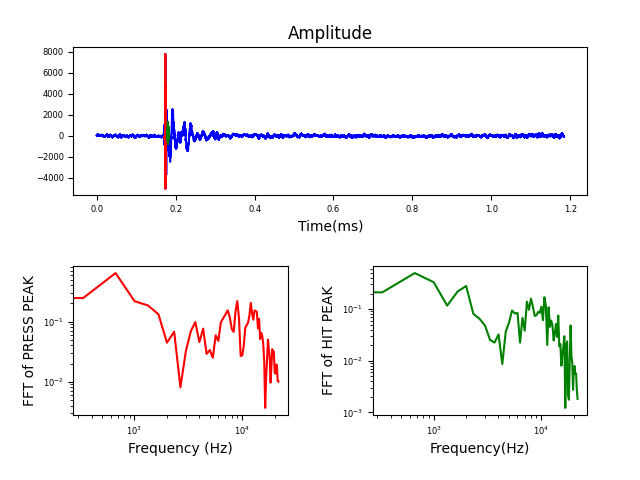 Amplitude
8000
6000
4000
2000
0
−2000
−4000
0.0 0.2 0.4 0.6 0.8 1.0 1.2
Time(ms)
FFT of PRESS PEAK
10⁻¹
10⁻²
10³ 10⁴
Frequency (Hz)
FFT of HIT PEAK
10⁻¹
10⁻²
10⁻³
10³ 10⁴
Frequency(Hz)